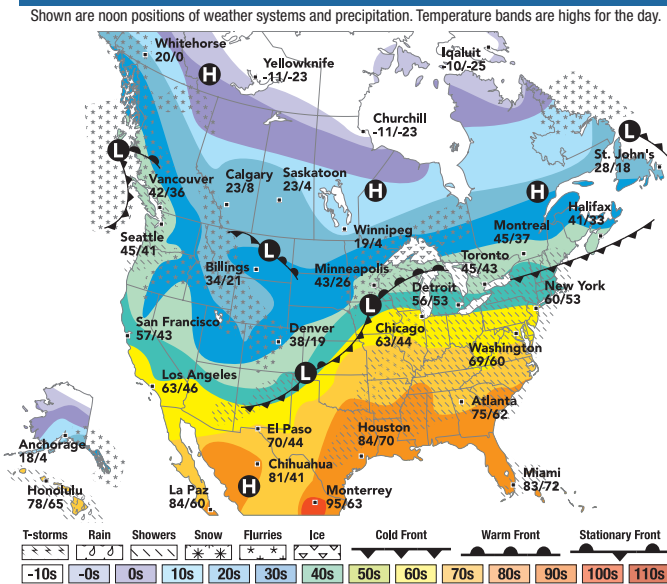 Shown are noon positions of weather systems and precipitation. Temperature bands are highs for the day.
Whitehorse
20/0
H
Yellowknife
-11/-23
Iqaluit
-10/-25
Churchill
-11/-23
L
St. John's
28/18
L
Vancouver
42/36
Calgary
23/8
Saskatoon
23/4
H
H
Halifax
41/33
Winnipeg
19/4
Montreal
45/37
Seattle
45/41
L
Billings
34/21
Minneapolis
43/26
Toronto
45/43
Detroit
56/53
New York
60/53
L
San Francisco
57/43
Denver
38/19
Chicago
63/44
Washington
69/60
Los Angeles
63/46
L
Atlanta
75/62
El Paso
70/44
Houston
84/70
Anchorage
18/4
Chihuahua
81/41
Miami
83/72
Honolulu
78/65
La Paz
84/60
H
Monterrey
95/63
T-storms Rain Showers Snow Flurries Ice Cold Front Warm Front Stationary Front
-10s -0s 0s 10s 20s 30s 40s 50s 60s 70s 80s 90s 100s 110s